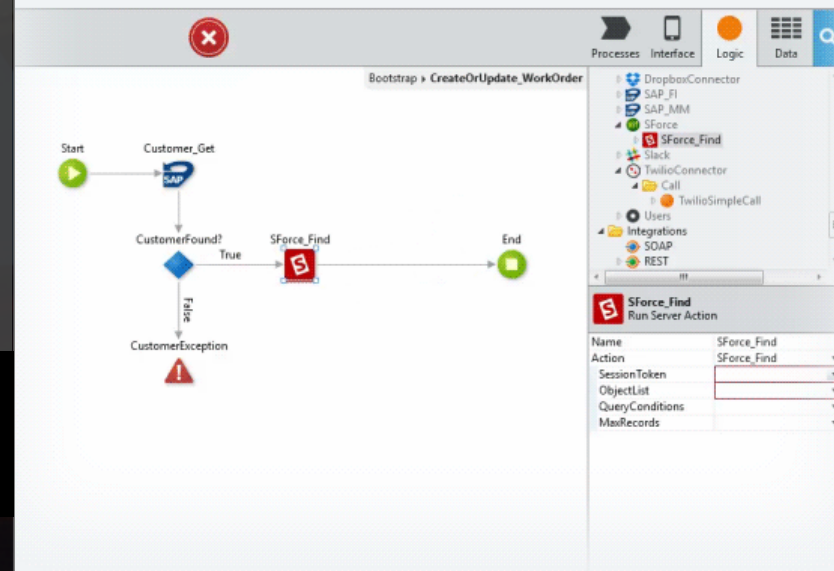 Processes Interface Logic Data
Bootstrap CreateOrUpdate_WorkOrder
DropboxConnector
SAP_FI
SAP_MM
SForce
SForce_Find
Slack
TwilioConnector
Call
TwilioSimpleCall
Users
Integrations
SOAP
REST
Start
Customer_Get
SAP
CustomerFound?
True
SForce_Find
End
False
CustomerException
SForce_Find
Run Server Action
Name SForce_Find
Action SForce_Find
SessionToken
ObjectList
QueryConditions
MaxRecords